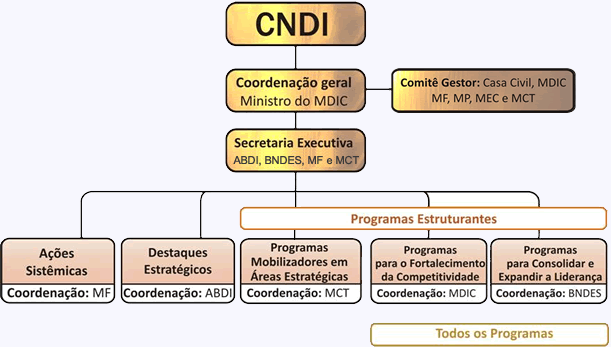 CNDI
Coordenação geral
Ministro do MDIC
Comitê Gestor: Casa Civil, MDIC
MF, MP, MEC e MCT
Secretaria Executiva
ABDI, BNDES, MF e MCT
Programas Estruturantes
Ações
Sistêmicas
Coordenação: MF
Destaques
Estratégicos
Coordenação: ABDI
Programas
Mobilizadores em
Áreas Estratégicas
Coordenação: MCT
Programas
para o Fortalecimento
da Competitividade
Coordenação: MDIC
Programas
para Consolidar e
Expandir a Liderança
Coordenação: BNDES
Todos os Programas